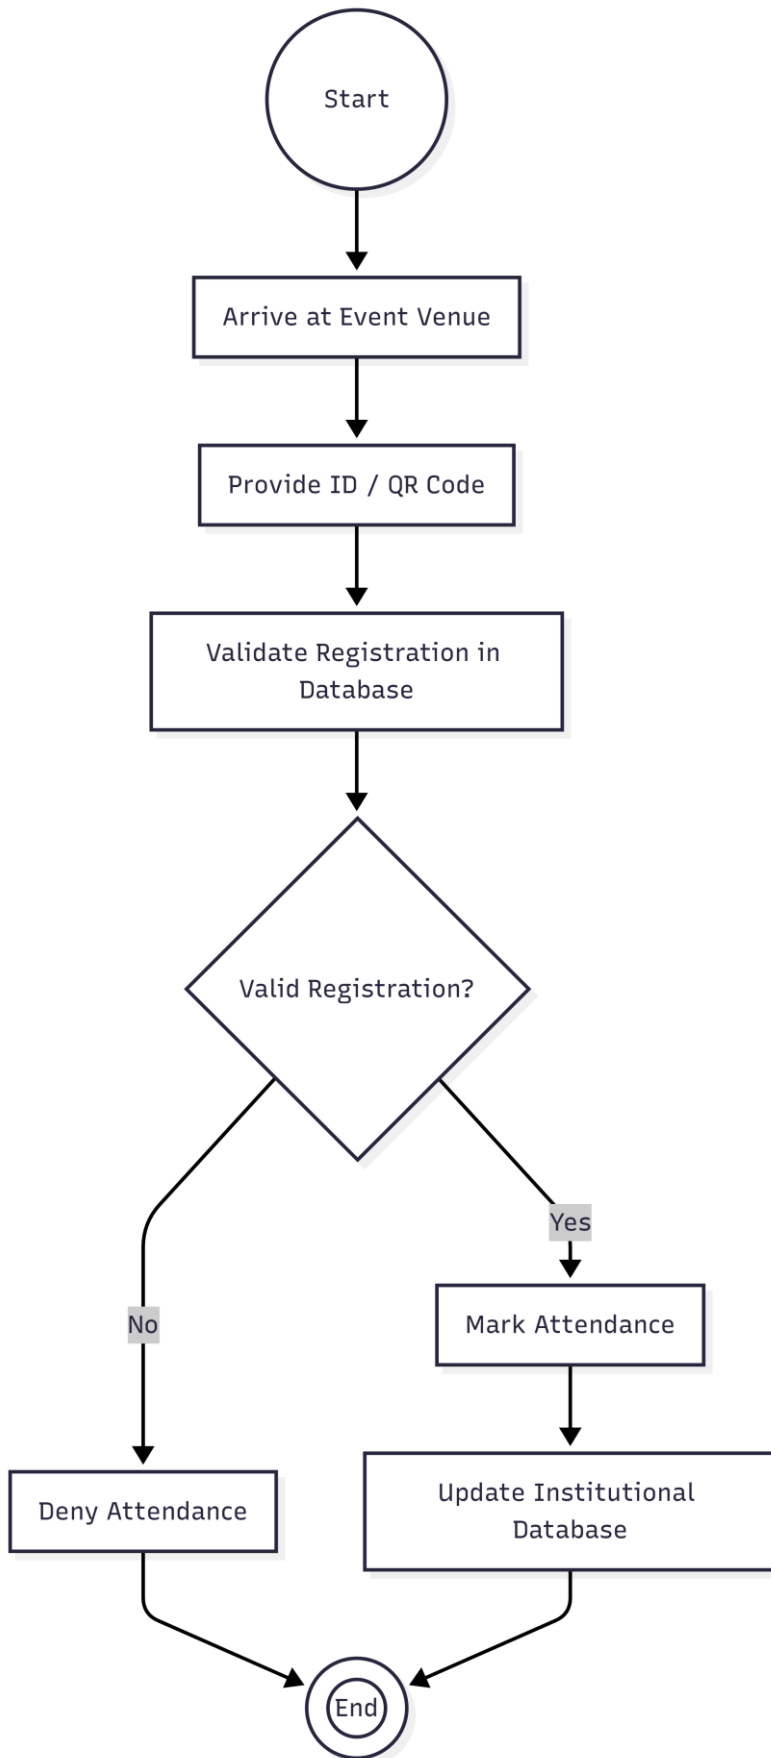 Start
Arrive at Event Venue
Provide ID / QR Code
Validate Registration in
Database
Valid Registration?
Yes
No
Mark Attendance
Deny Attendance
Update Institutional
Database
End